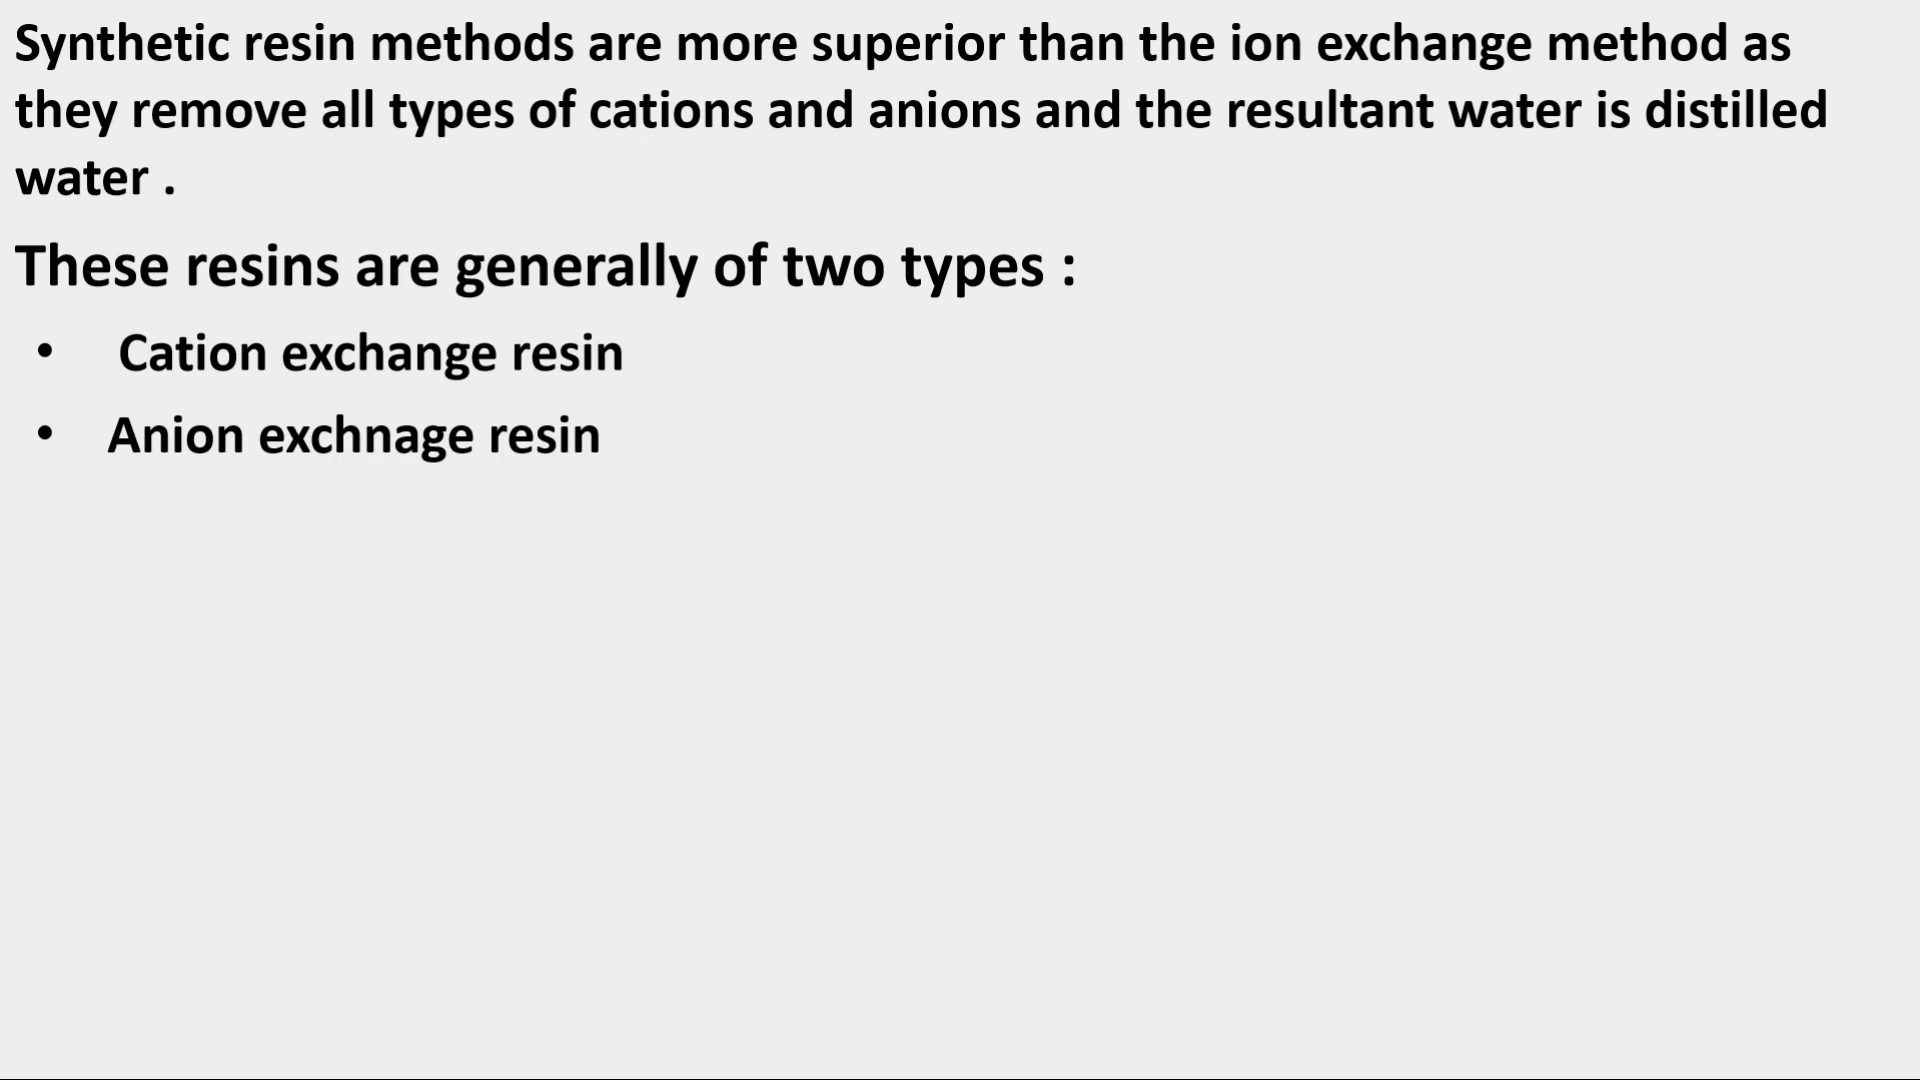 Synthetic resin methods are more superior than the ion exchange method as
they remove all types of cations and anions and the resultant water is distilled
water .
These resins are generally of two types :
• Cation exchange resin
• Anion exchnage resin